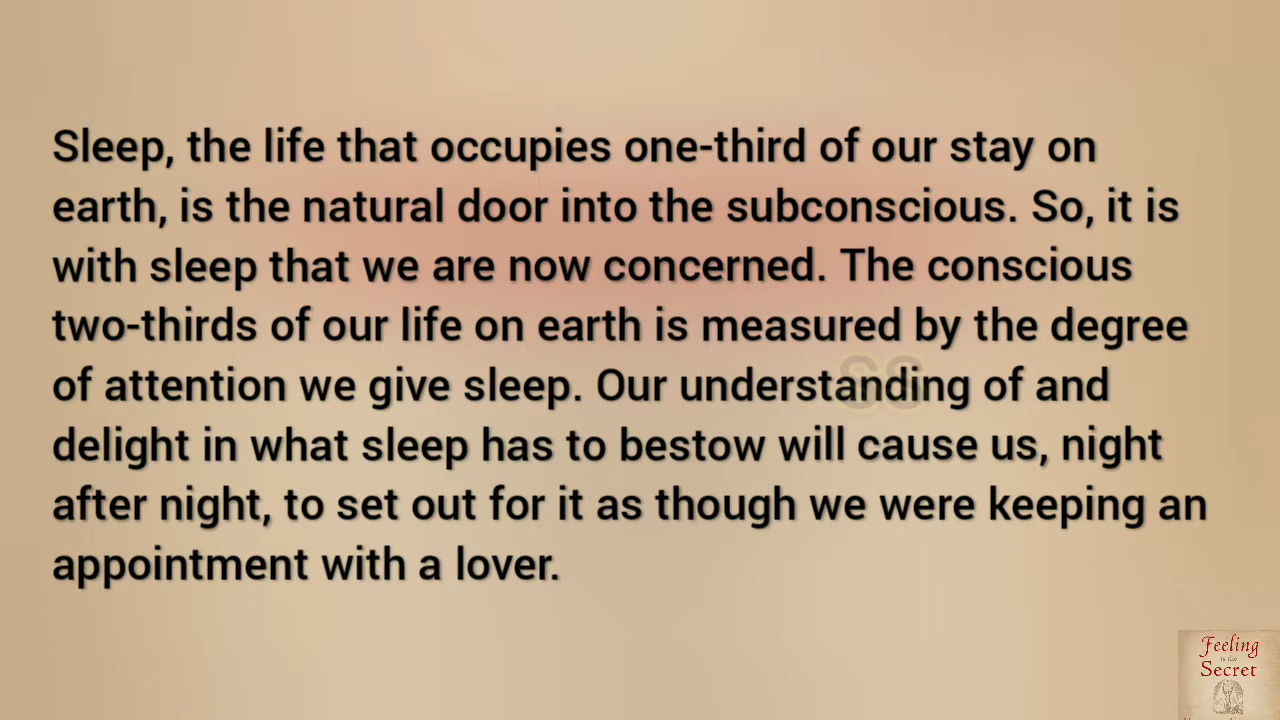 Sleep, the life that occupies one-third of our stay on
earth, is the natural door into the subconscious. So, it is
with sleep that we are now concerned. The conscious
two-thirds of our life on earth is measured by the degree
of attention we give sleep. Our understanding of and
delight in what sleep has to bestow will cause us, night
after night, to set out for it as though we were keeping an
appointment with a lover.
SS
Feeling
is the
Secret